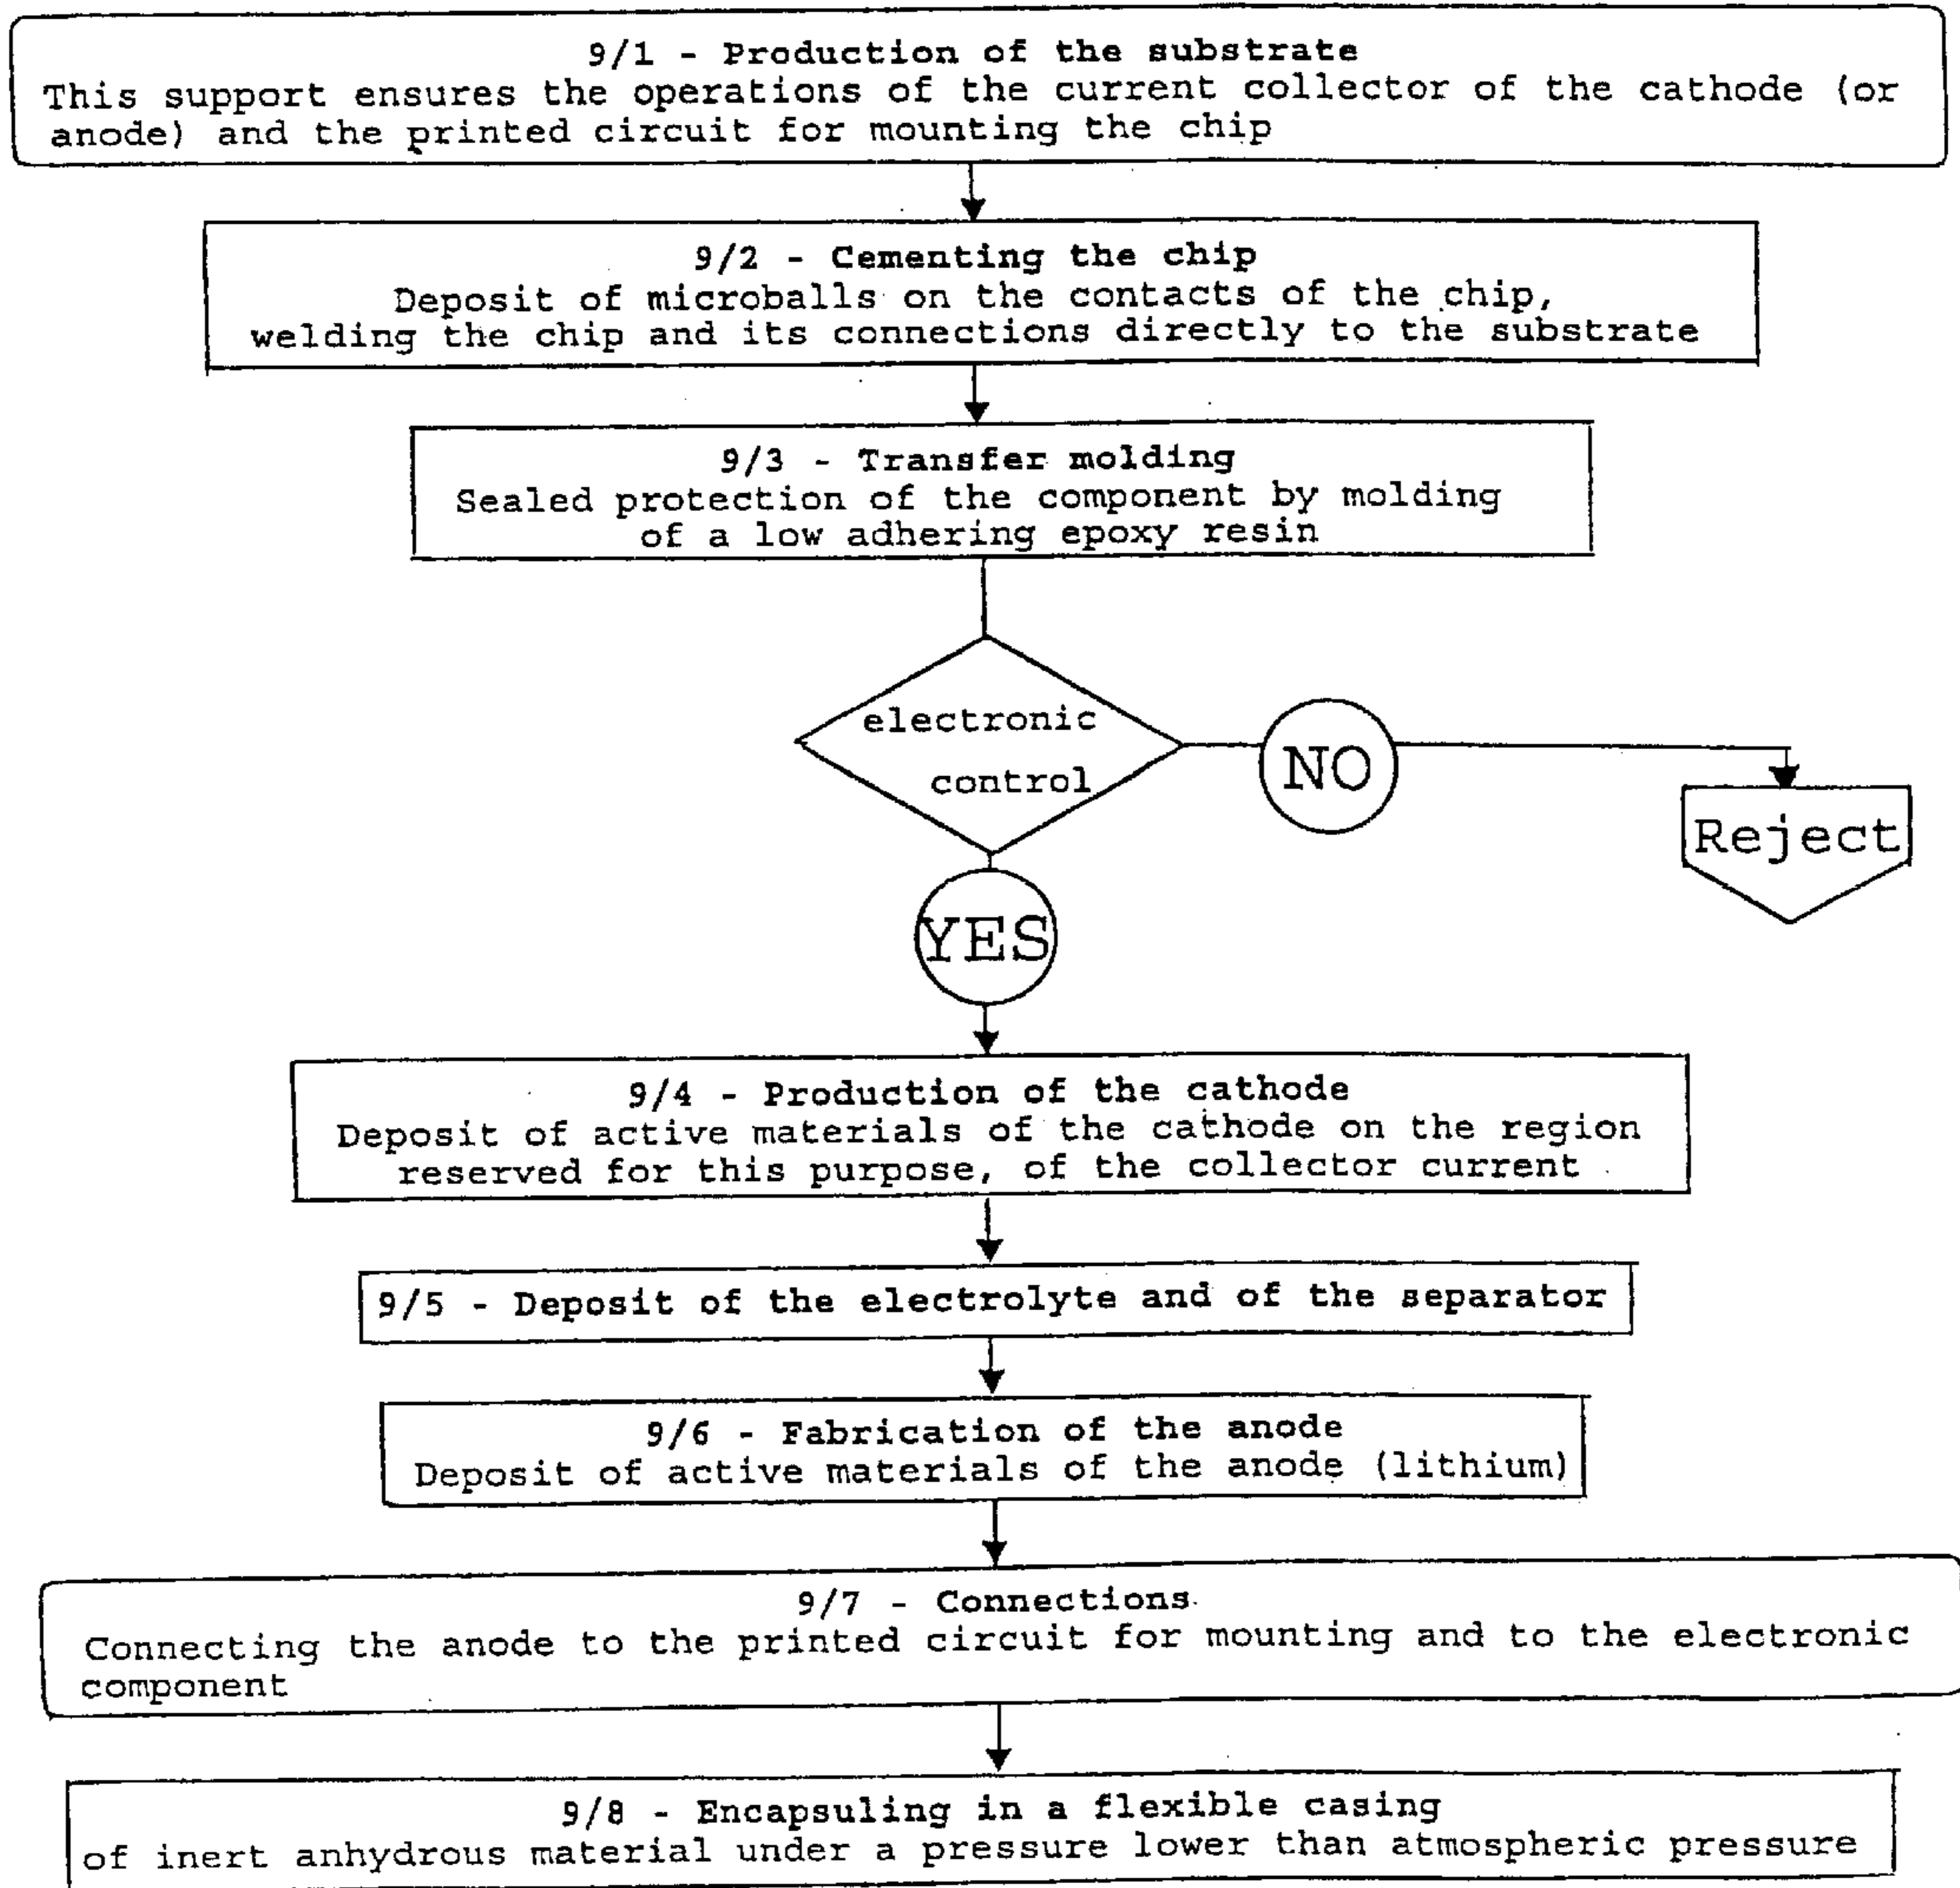 9/1 - Production of the substrate
This support ensures the operations of the current collector of the cathode (or
anode) and the printed circuit for mounting the chip
9/2 - Cementing the chip
Deposit of microballs on the contacts of the chip,
welding the chip and its connections directly to the substrate
9/3 - Transfer molding
Sealed protection of the component by molding
of a low adhering epoxy resin
electronic
control
NO
Reject
YES
9/4 - Production of the cathode
Deposit of active materials of the cathode on the region
reserved for this purpose, of the collector current
9/5 - Deposit of the electrolyte and of the separator
9/6 - Fabrication of the anode
Deposit of active materials of the anode (lithium)
9/7 - Connections
Connecting the anode to the printed circuit for mounting and to the electronic
component
9/8 - Encapsuling in a flexible casing
of inert anhydrous material under a pressure lower than atmospheric pressure